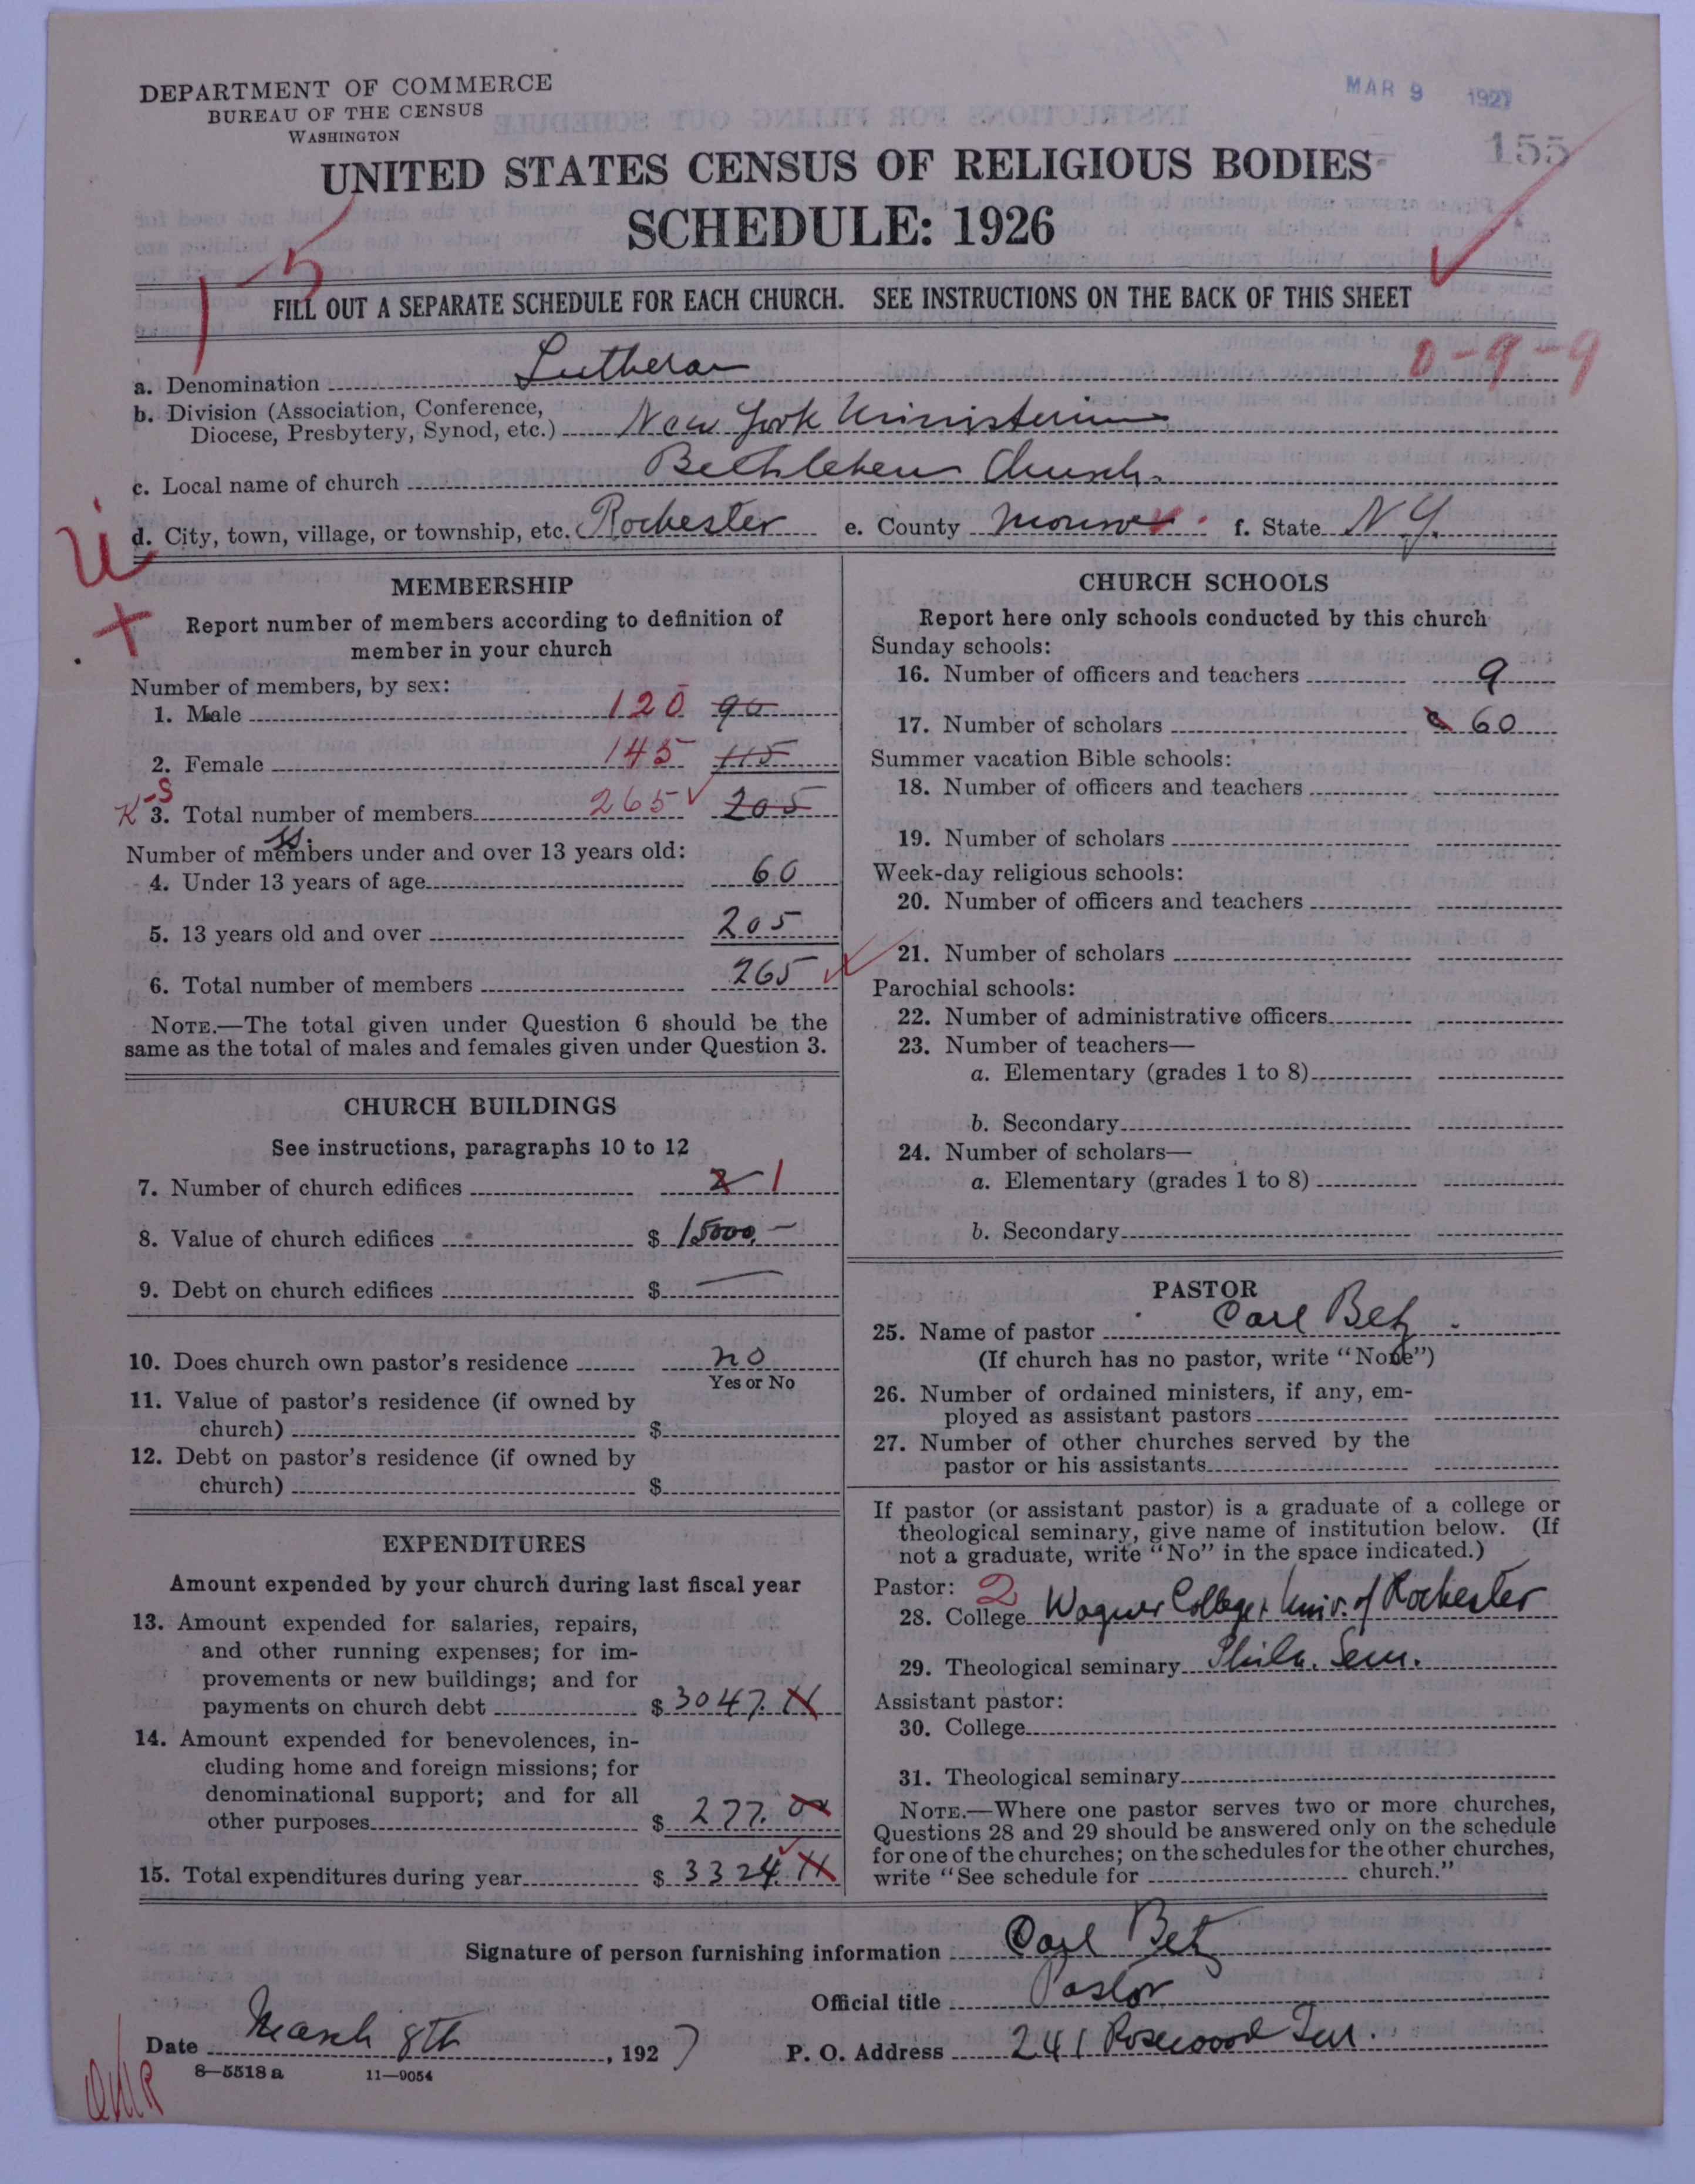 DEPARTMENT OF COMMERCE
BUREAU OF THE CENSUS
WASHINGTON
MAR 9 1927
155
UNITED STATES CENSUS OF RELIGIOUS BODIES
SCHEDULE: 1926
FILL OUT A SEPARATE SCHEDULE FOR EACH CHURCH. SEE INSTRUCTIONS ON THE BACK OF THIS SHEET
0-9-9
a. Denomination Lutheran
b. Division (Association, Conference,
Diocese, Presbytery, Synod, etc.) New York Ministerium
c. Local name of church Bethlehem Church.
d. City, town, village, or township, etc. Rochester e. County Monroe f. State N.Y.
MEMBERSHIP
Report number of members according to definition of
member in your church
Number of members, by sex:
1. Male 120 90
2. Female 145 115
K-S
3. Total number of members 265 205
Number of members under and over 13 years old:
4. Under 13 years of age 60
5. 13 years old and over 205
6. Total number of members 265
NOTE.—The total given under Question 6 should be the
same as the total of males and females given under Question 3.
CHURCH BUILDINGS
See instructions, paragraphs 10 to 12
7. Number of church edifices 2 1
8. Value of church edifices $ 15000.—
9. Debt on church edifices $ —
10. Does church own pastor's residence no
Yes or No
11. Value of pastor's residence (if owned by
church) $
12. Debt on pastor's residence (if owned by
church) $
EXPENDITURES
Amount expended by your church during last fiscal year
13. Amount expended for salaries, repairs,
and other running expenses; for im-
provements or new buildings; and for
payments on church debt $ 3047.11
14. Amount expended for benevolences, in-
cluding home and foreign missions; for
denominational support; and for all
other purposes $ 277.00
15. Total expenditures during year $ 3324.11
CHURCH SCHOOLS
Report here only schools conducted by this church
Sunday schools:
16. Number of officers and teachers 9
17. Number of scholars 60
Summer vacation Bible schools:
18. Number of officers and teachers
19. Number of scholars
Week-day religious schools:
20. Number of officers and teachers
21. Number of scholars
Parochial schools:
22. Number of administrative officers
23. Number of teachers—
a. Elementary (grades 1 to 8)
b. Secondary
24. Number of scholars—
a. Elementary (grades 1 to 8)
b. Secondary
PASTOR
25. Name of pastor Carl Betz
(If church has no pastor, write "None")
26. Number of ordained ministers, if any, em-
ployed as assistant pastors
27. Number of other churches served by the
pastor or his assistants
If pastor (or assistant pastor) is a graduate of a college or
theological seminary, give name of institution below. (If
not a graduate, write "No" in the space indicated.)
Pastor: 2
28. College Wagner College, Univ. of Rochester
29. Theological seminary Phila. Sem.
Assistant pastor:
30. College
31. Theological seminary
NOTE.—Where one pastor serves two or more churches,
Questions 28 and 29 should be answered only on the schedule
for one of the churches; on the schedules for the other churches,
write "See schedule for church."
Signature of person furnishing information Carl Betz
Official title Pastor
Date March 8th, 1927 P. O. Address 241 Rosewood Ter.
8—5518 a 11—9054